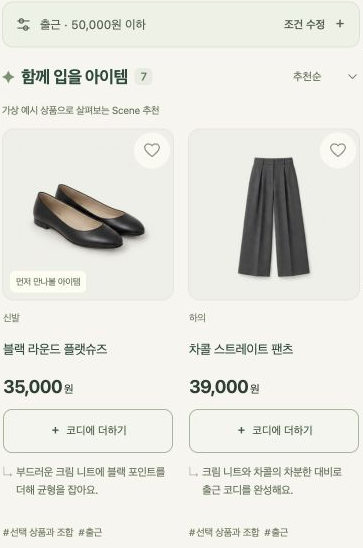 출근 · 50,000원 이하
조건 수정 +
함께 입을 아이템 7
추천순
가상 예시 상품으로 살펴보는 Scene 추천
먼저 만나볼 아이템
신발
블랙 라운드 플랫슈즈
35,000원
+ 코디에 더하기
부드러운 크림 니트에 블랙 포인트를
더해 균형을 잡아요.
#선택 상품과 조합 #출근
하의
차콜 스트레이트 팬츠
39,000원
+ 코디에 더하기
크림 니트와 차콜의 차분한 대비로
출근 코디를 완성해요.
#선택 상품과 조합 #출근